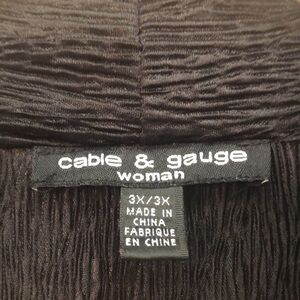 cable & gauge
woman
3X/3X
MADE IN
CHINA
FABRIQUE
EN CHINE